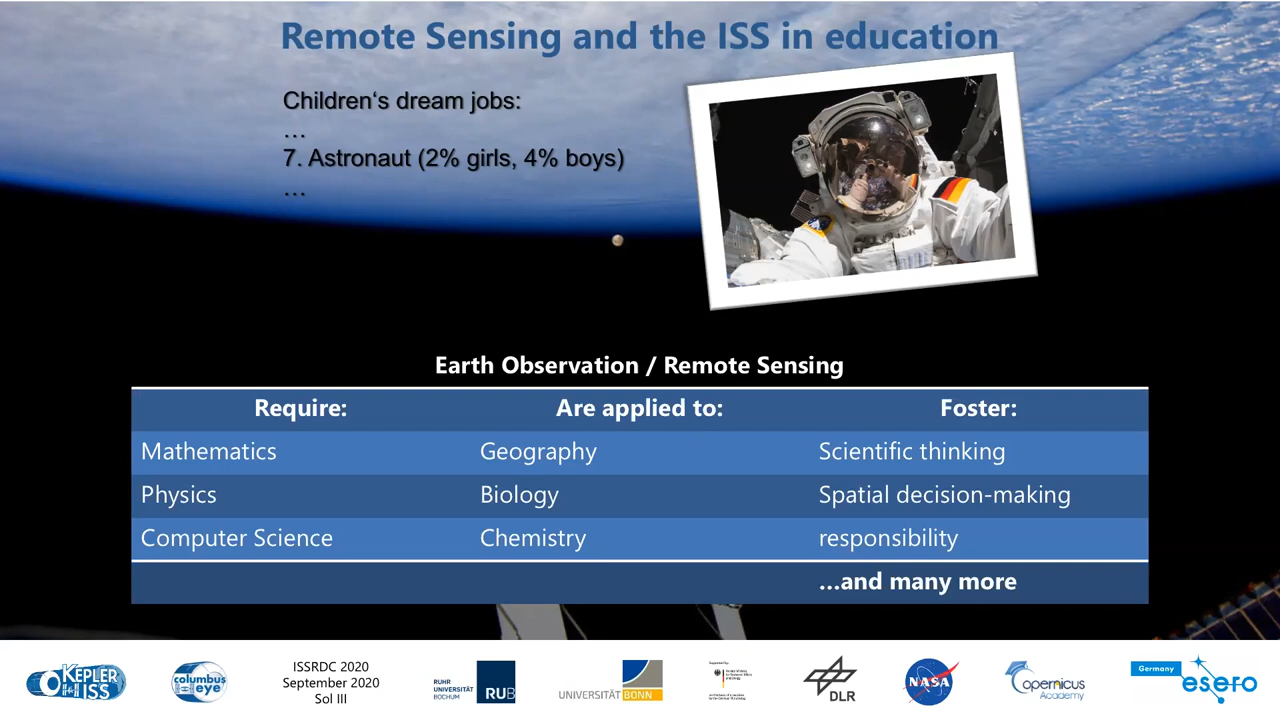 Remote Sensing and the ISS in education
Children‘s dream jobs:
…
7. Astronaut (2% girls, 4% boys)
…
Earth Observation / Remote Sensing
Require: Are applied to: Foster:
Mathematics Geography Scientific thinking
Physics Biology Spatial decision-making
Computer Science Chemistry responsibility
…and many more
KEPLER ISS
columbus eye
ISSRDC 2020
September 2020
Sol III
RUHR
UNIVERSITÄT
BOCHUM
RUB
UNIVERSITÄT BONN
DLR
NASA
opernicus
Academy
Germany
esero